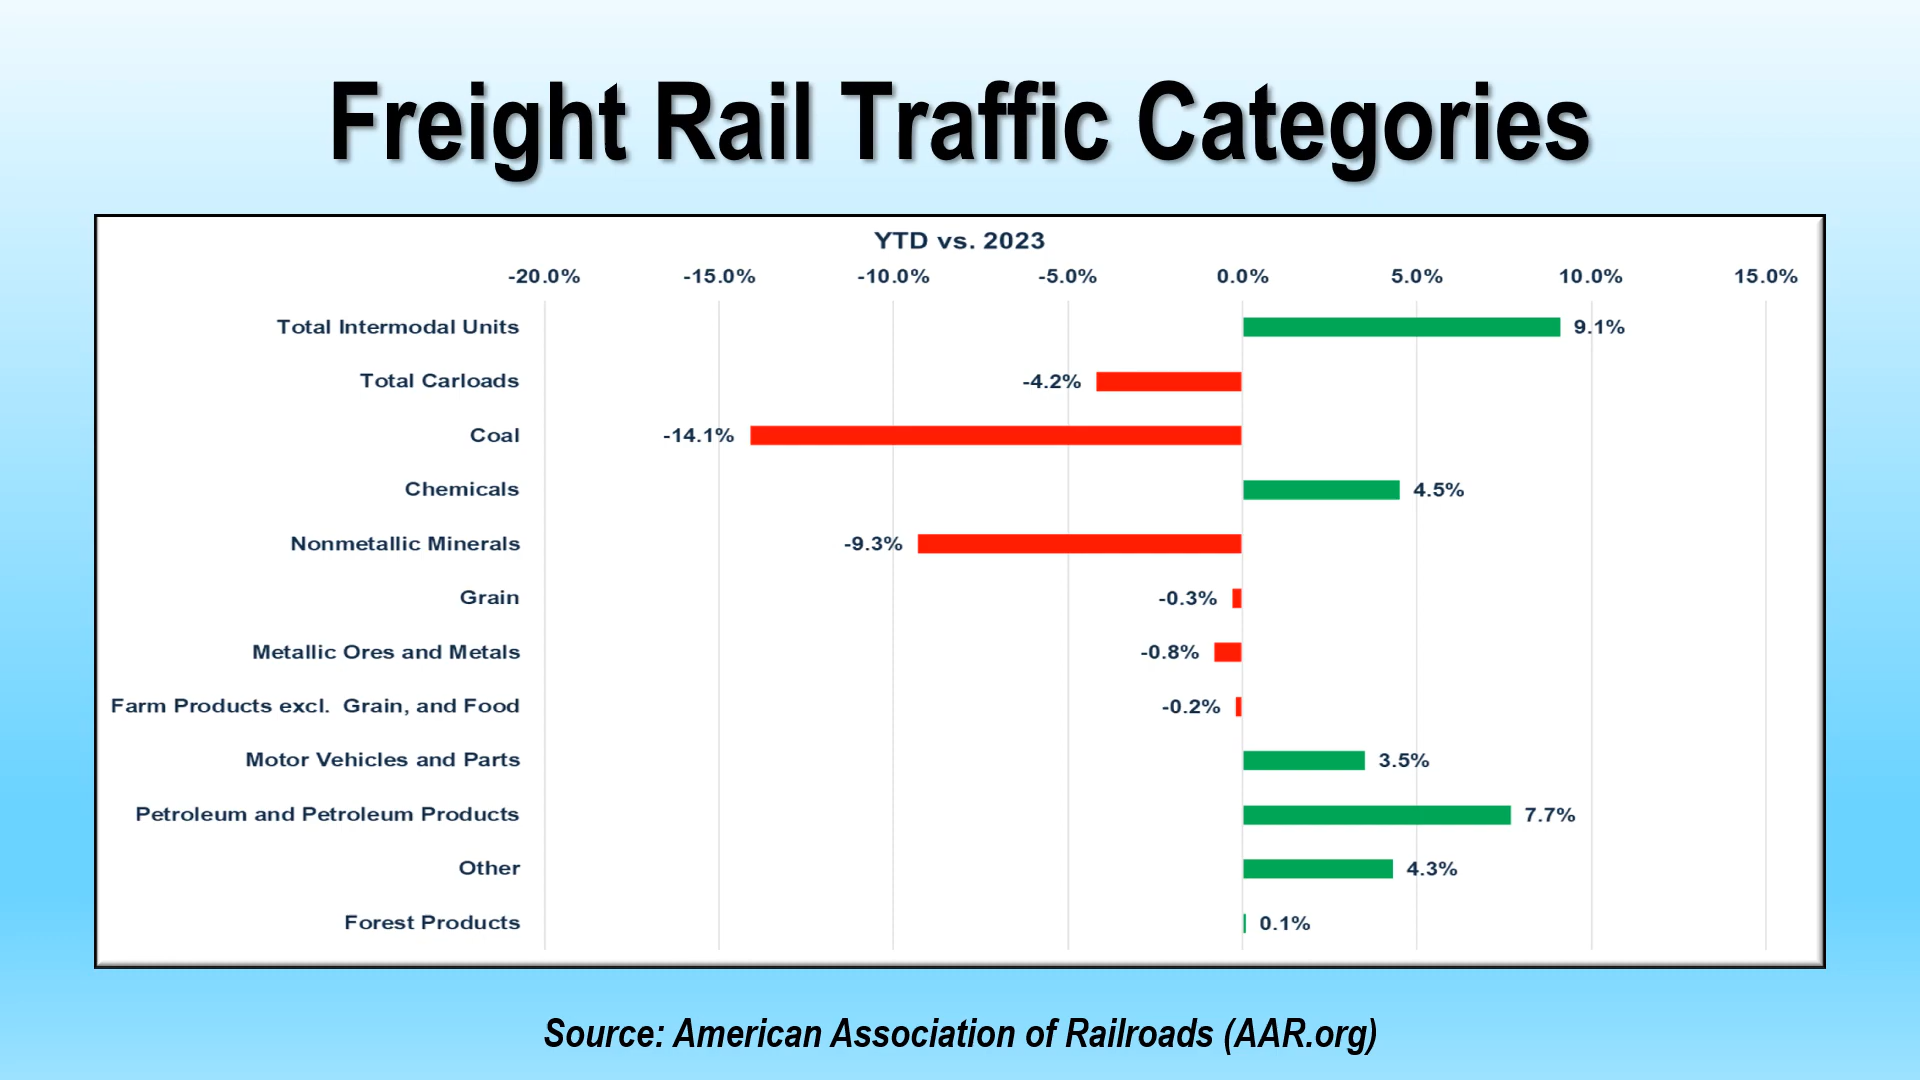 Freight Rail Traffic Categories
YTD vs. 2023
-20.0% -15.0% -10.0% -5.0% 0.0% 5.0% 10.0% 15.0%
Total Intermodal Units 9.1%
Total Carloads -4.2%
Coal -14.1%
Chemicals 4.5%
Nonmetallic Minerals -9.3%
Grain -0.3%
Metallic Ores and Metals -0.8%
Farm Products excl. Grain, and Food -0.2%
Motor Vehicles and Parts 3.5%
Petroleum and Petroleum Products 7.7%
Other 4.3%
Forest Products 0.1%
Source: American Association of Railroads (AAR.org)